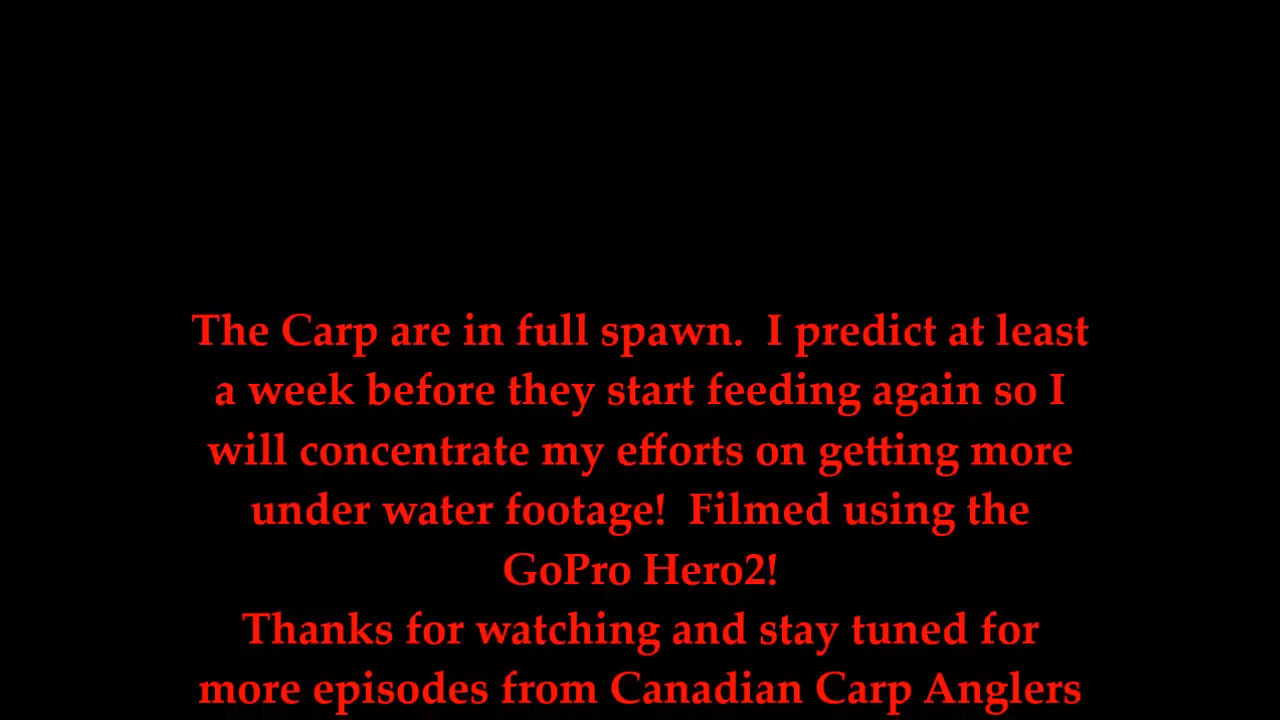 The Carp are in full spawn.  I predict at least
a week before they start feeding again so I
will concentrate my efforts on getting more
under water footage!  Filmed using the
GoPro Hero2!
Thanks for watching and stay tuned for
more episodes from Canadian Carp Anglers